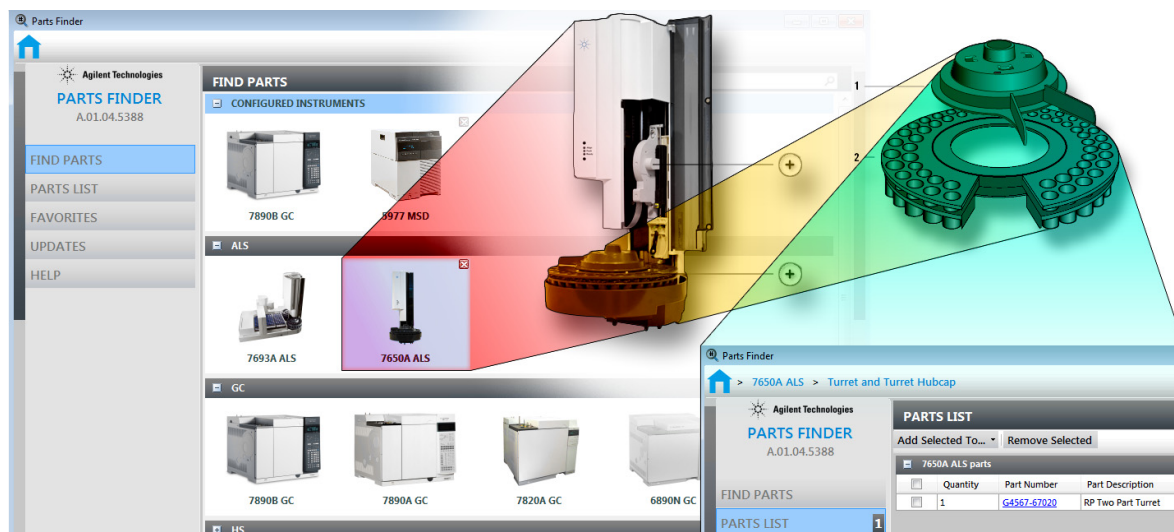 Parts Finder
Agilent Technologies
PARTS FINDER
A.01.04.5388
FIND PARTS
PARTS LIST
FAVORITES
UPDATES
HELP
FIND PARTS
CONFIGURED INSTRUMENTS
7890B GC
5977 MSD
ALS
7693A ALS
7650A ALS
GC
7890B GC
7890A GC
7820A GC
6890N GC
HS
1
2
Parts Finder
> 7650A ALS > Turret and Turret Hubcap
Agilent Technologies
PARTS FINDER
A.01.04.5388
FIND PARTS
PARTS LIST 1
PARTS LIST
Add Selected To... Remove Selected
7650A ALS parts
Quantity Part Number Part Description
1 G4567-67020 RP Two Part Turret